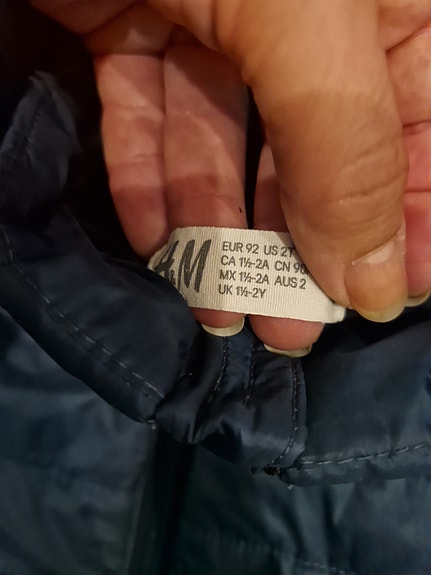 H&M
EUR 92 US 2T
CA 1½-2A CN 90
MX 1½-2A AUS 2
UK 1½-2Y